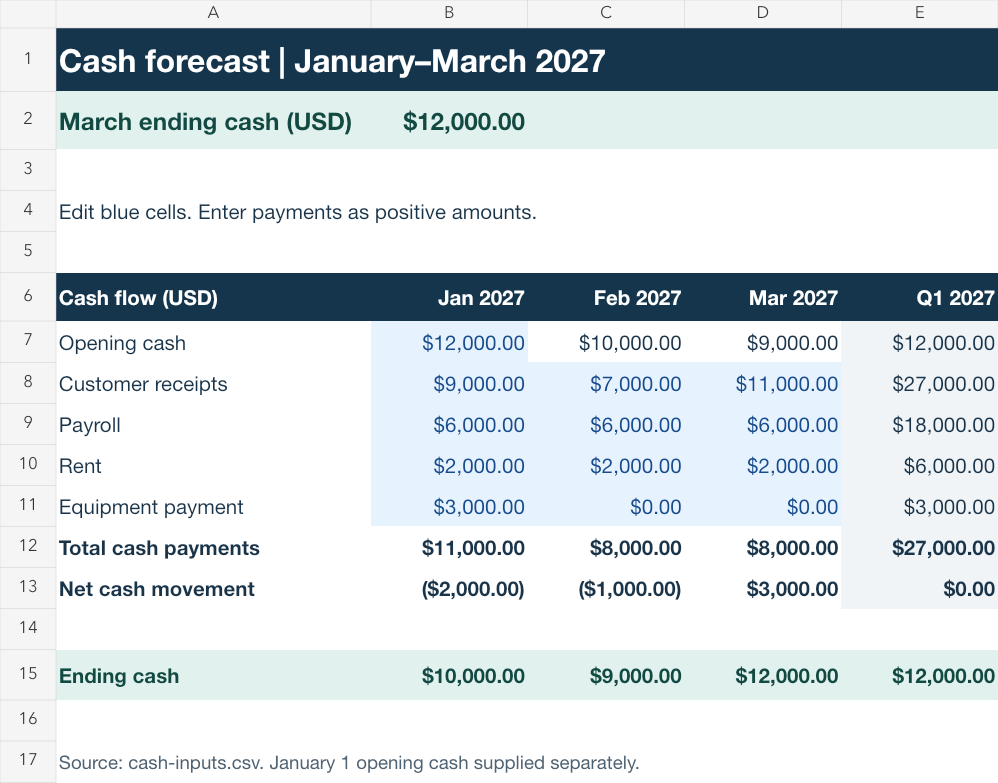 A B C D E
1 Cash forecast | January–March 2027
2 March ending cash (USD) $12,000.00
3
4 Edit blue cells. Enter payments as positive amounts.
5
6 Cash flow (USD) Jan 2027 Feb 2027 Mar 2027 Q1 2027
7 Opening cash $12,000.00 $10,000.00 $9,000.00 $12,000.00
8 Customer receipts $9,000.00 $7,000.00 $11,000.00 $27,000.00
9 Payroll $6,000.00 $6,000.00 $6,000.00 $18,000.00
10 Rent $2,000.00 $2,000.00 $2,000.00 $6,000.00
11 Equipment payment $3,000.00 $0.00 $0.00 $3,000.00
12 Total cash payments $11,000.00 $8,000.00 $8,000.00 $27,000.00
13 Net cash movement ($2,000.00) ($1,000.00) $3,000.00 $0.00
14
15 Ending cash $10,000.00 $9,000.00 $12,000.00 $12,000.00
16
17 Source: cash-inputs.csv. January 1 opening cash supplied separately.